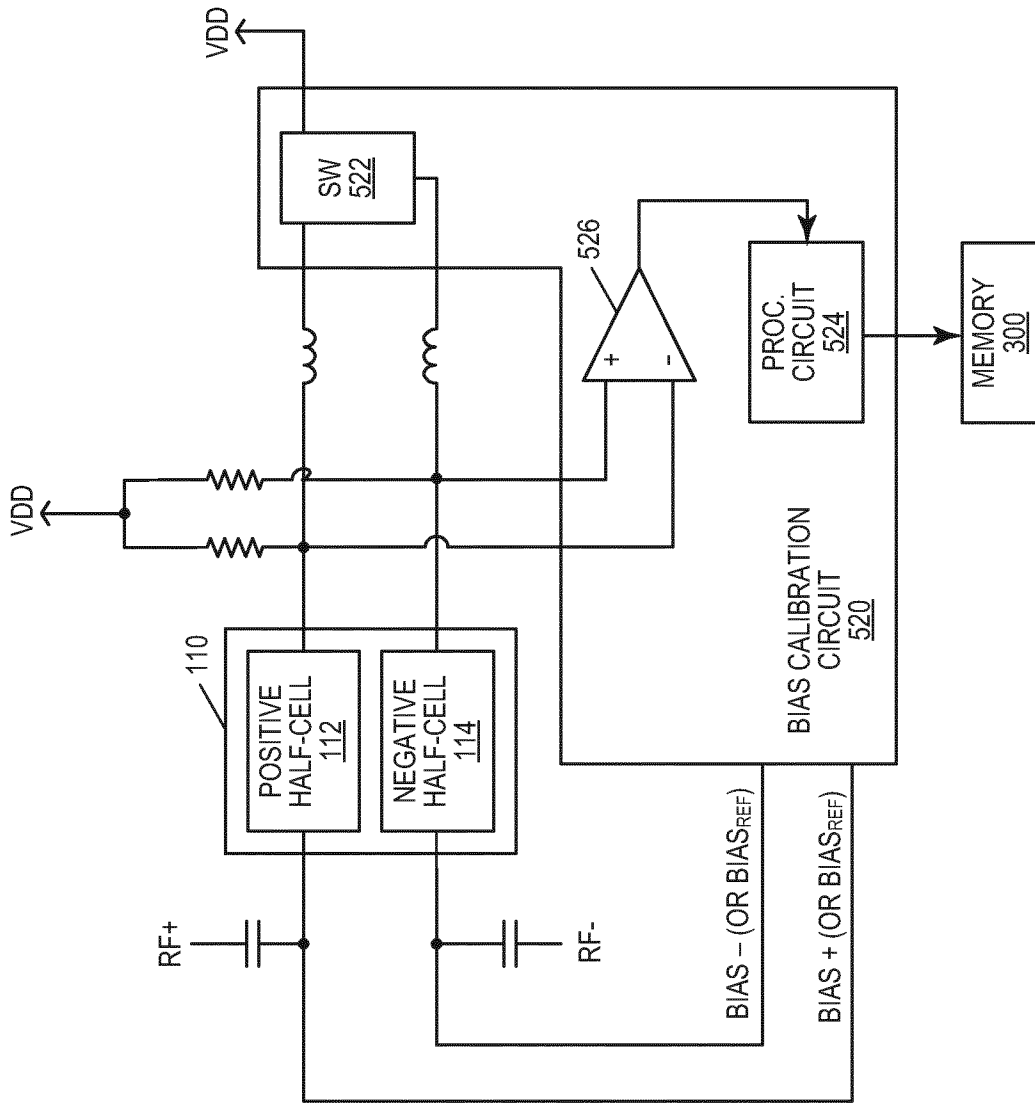 VDD
VDD
SW
522
526
+
-
PROC.
CIRCUIT
524
MEMORY
300
110
POSITIVE
HALF-CELL
112
NEGATIVE
HALF-CELL
114
BIAS CALIBRATION
CIRCUIT
520
RF+
RF-
BIAS – (OR BIASREF)
BIAS + (OR BIASREF)